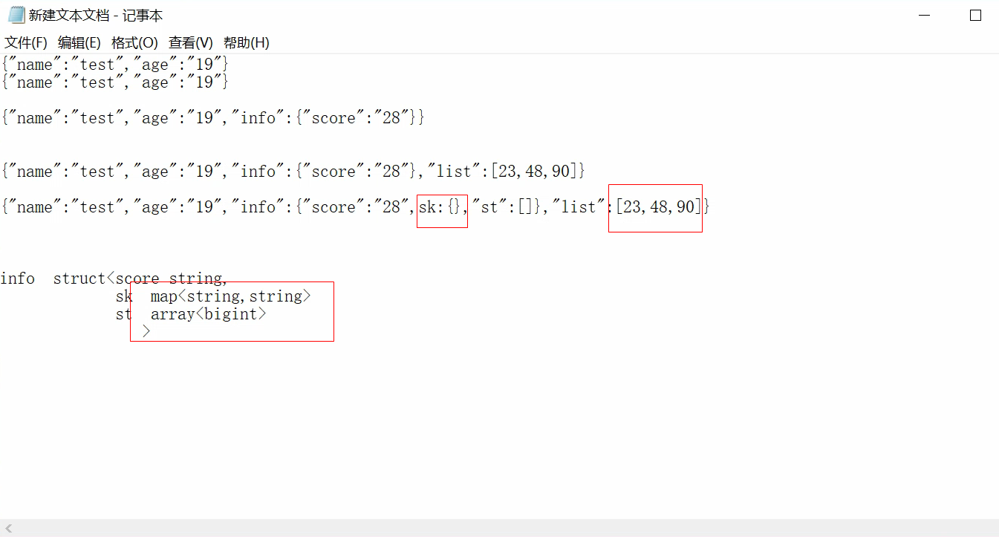 新建文本文档 - 记事本
文件(F) 编辑(E) 格式(O) 查看(V) 帮助(H)
{"name":"test","age":"19"}
{"name":"test","age":"19"}
{"name":"test","age":"19","info":{"score":"28"}}
{"name":"test","age":"19","info":{"score":"28"},"list":[23,48,90]}
{"name":"test","age":"19","info":{"score":"28",sk:{},"st":[]},"list":[23,48,90]}
info  struct<score string,
sk  map<string,string>
st  array<bigint>
>